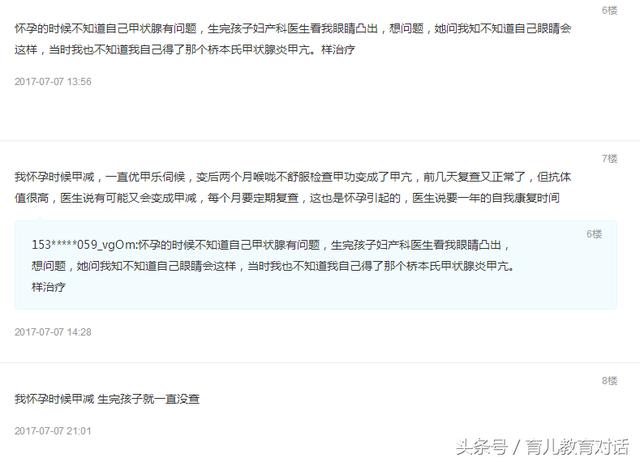 6楼
怀孕的时候不知道自己甲状腺有问题，生完孩子妇产科医生看我眼睛凸出，想问题，她问我知不知道自己眼睛会
这样，当时我也不知道我自己得了那个桥本氏甲状腺炎甲亢。样治疗
2017-07-07 13:56
7楼
我怀孕时候甲减，一直优甲乐伺候，变后两个月喉咙不舒服检查甲功变成了甲亢，前几天复查又正常了，但抗体
值很高，医生说有可能又会变成甲减，每个月要定期复查，这也是怀孕引起的，医生说要一年的自我康复时间
6楼
153*****059_vgOm:怀孕的时候不知道自己甲状腺有问题，生完孩子妇产科医生看我眼睛凸出，
想问题，她问我知不知道自己眼睛会这样，当时我也不知道我自己得了那个桥本氏甲状腺炎甲亢。
样治疗
2017-07-07 14:28
8楼
我怀孕时候甲减 生完孩子就一直没查
2017-07-07 21:01
头条号 / 育儿教育对话